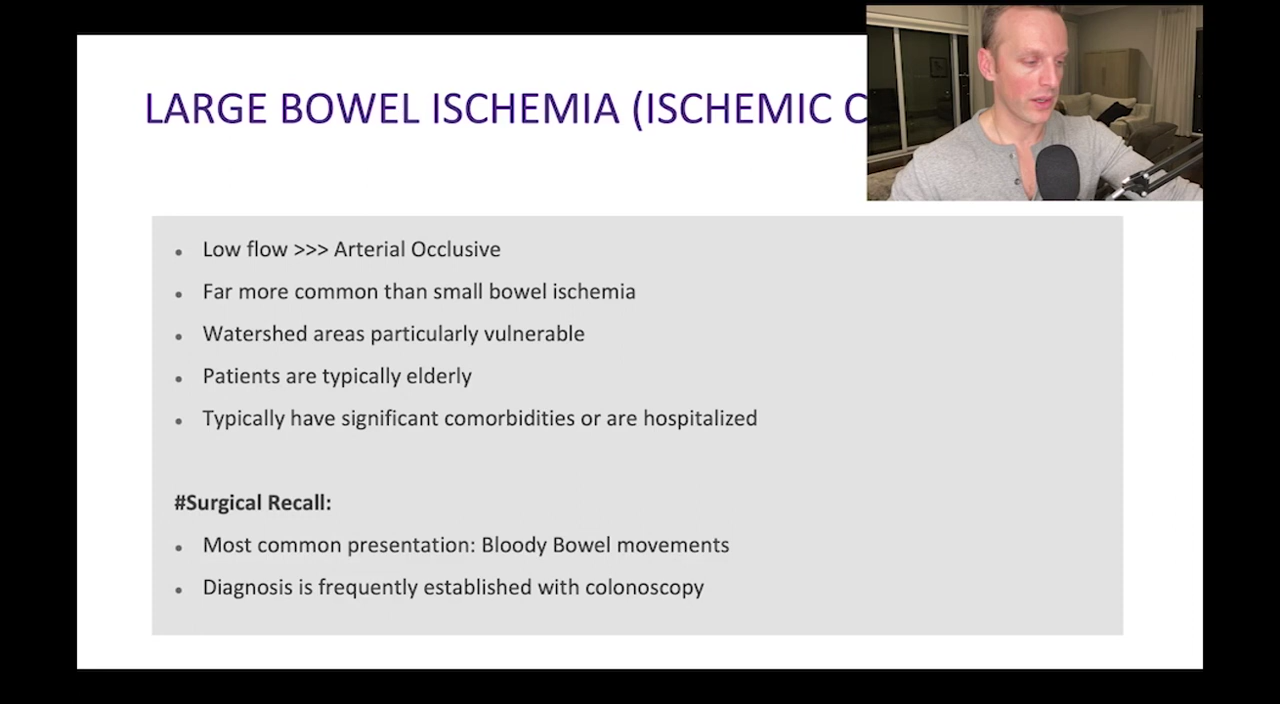 LARGE BOWEL ISCHEMIA (ISCHEMIC C
• Low flow >>> Arterial Occlusive
• Far more common than small bowel ischemia
• Watershed areas particularly vulnerable
• Patients are typically elderly
• Typically have significant comorbidities or are hospitalized
#Surgical Recall:
• Most common presentation: Bloody Bowel movements
• Diagnosis is frequently established with colonoscopy